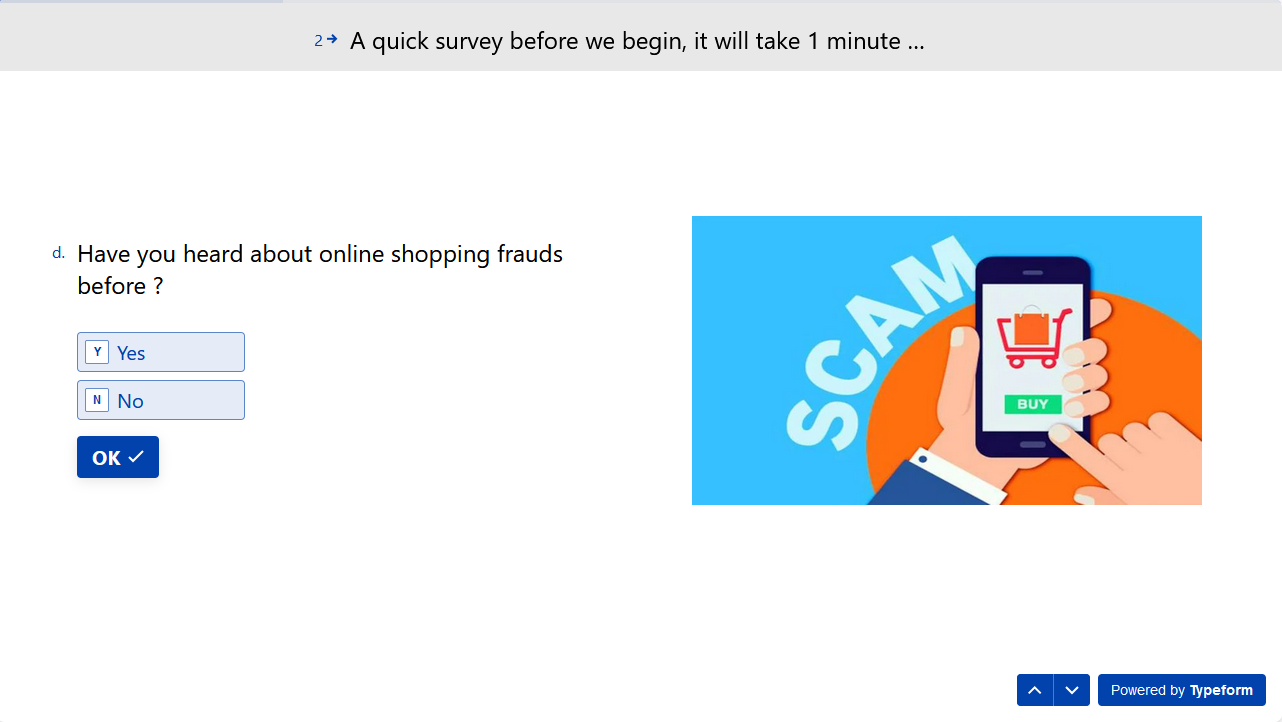 2 A quick survey before we begin, it will take 1 minute ...
d. Have you heard about online shopping frauds
before ?
Y Yes
N No
OK
SCAM
BUY
Powered by Typeform